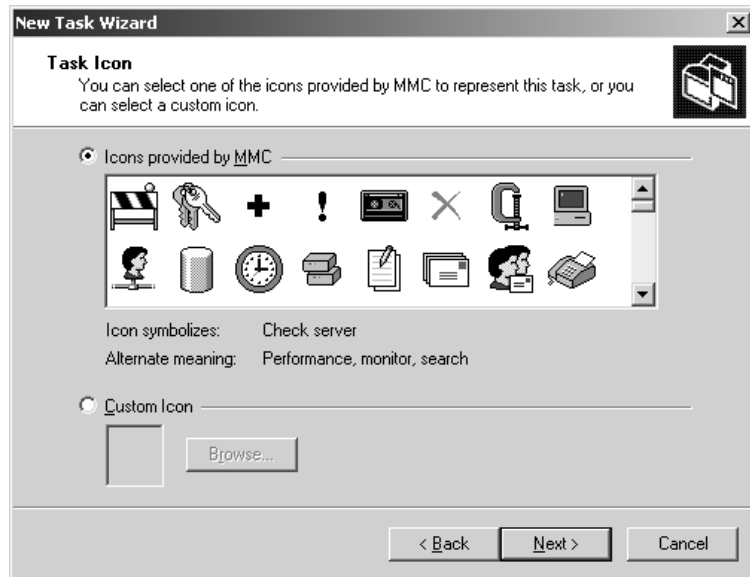 New Task Wizard
Task Icon
You can select one of the icons provided by MMC to represent this task, or you
can select a custom icon.
Icons provided by MMC
Icon symbolizes: Check server
Alternate meaning: Performance, monitor, search
Custom Icon
Browse...
< Back Next > Cancel